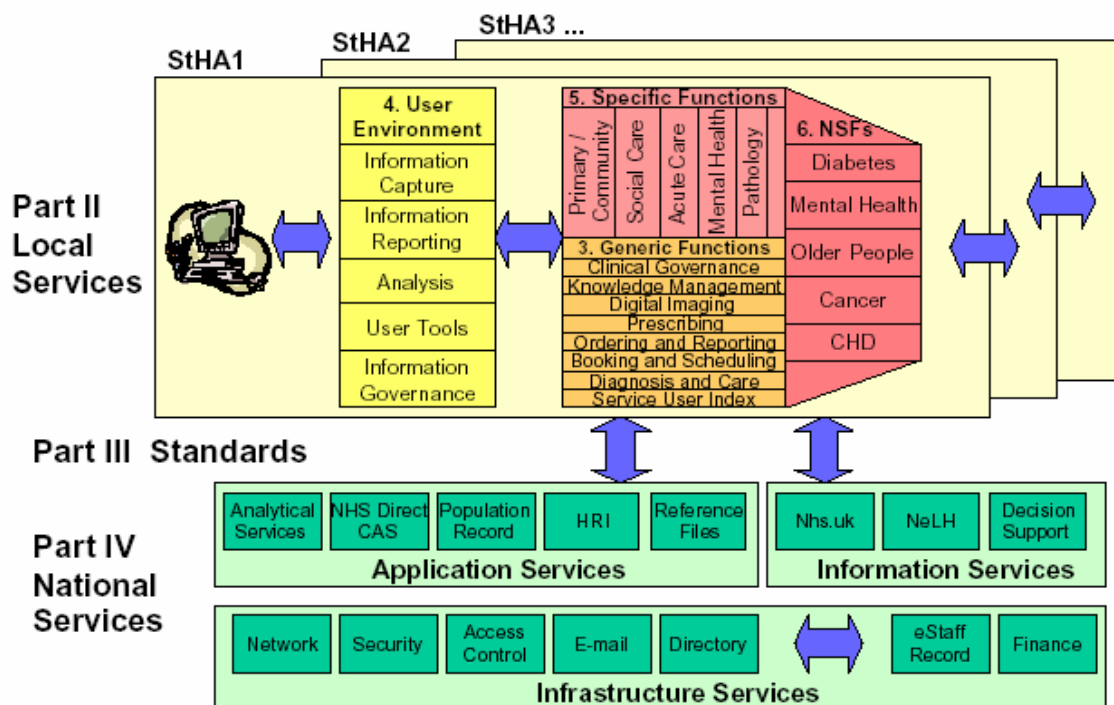 StHA3 ...
StHA2
StHA1
Part II
Local
Services
4. User
Environment
Information
Capture
Information
Reporting
Analysis
User Tools
Information
Governance
5. Specific Functions
Primary /
Community
Social Care
Acute Care
Mental Health
Pathology
3. Generic Functions
Clinical Governance
Knowledge Management
Digital Imaging
Prescribing
Ordering and Reporting
Booking and Scheduling
Diagnosis and Care
Service User Index
6. NSFs
Diabetes
Mental Health
Older People
Cancer
CHD
Part III Standards
Part IV
National
Services
Analytical
Services
NHS Direct
CAS
Population
Record
HRI
Reference
Files
Application Services
Nhs.uk
NeLH
Decision
Support
Information Services
Network
Security
Access
Control
E-mail
Directory
eStaff
Record
Finance
Infrastructure Services